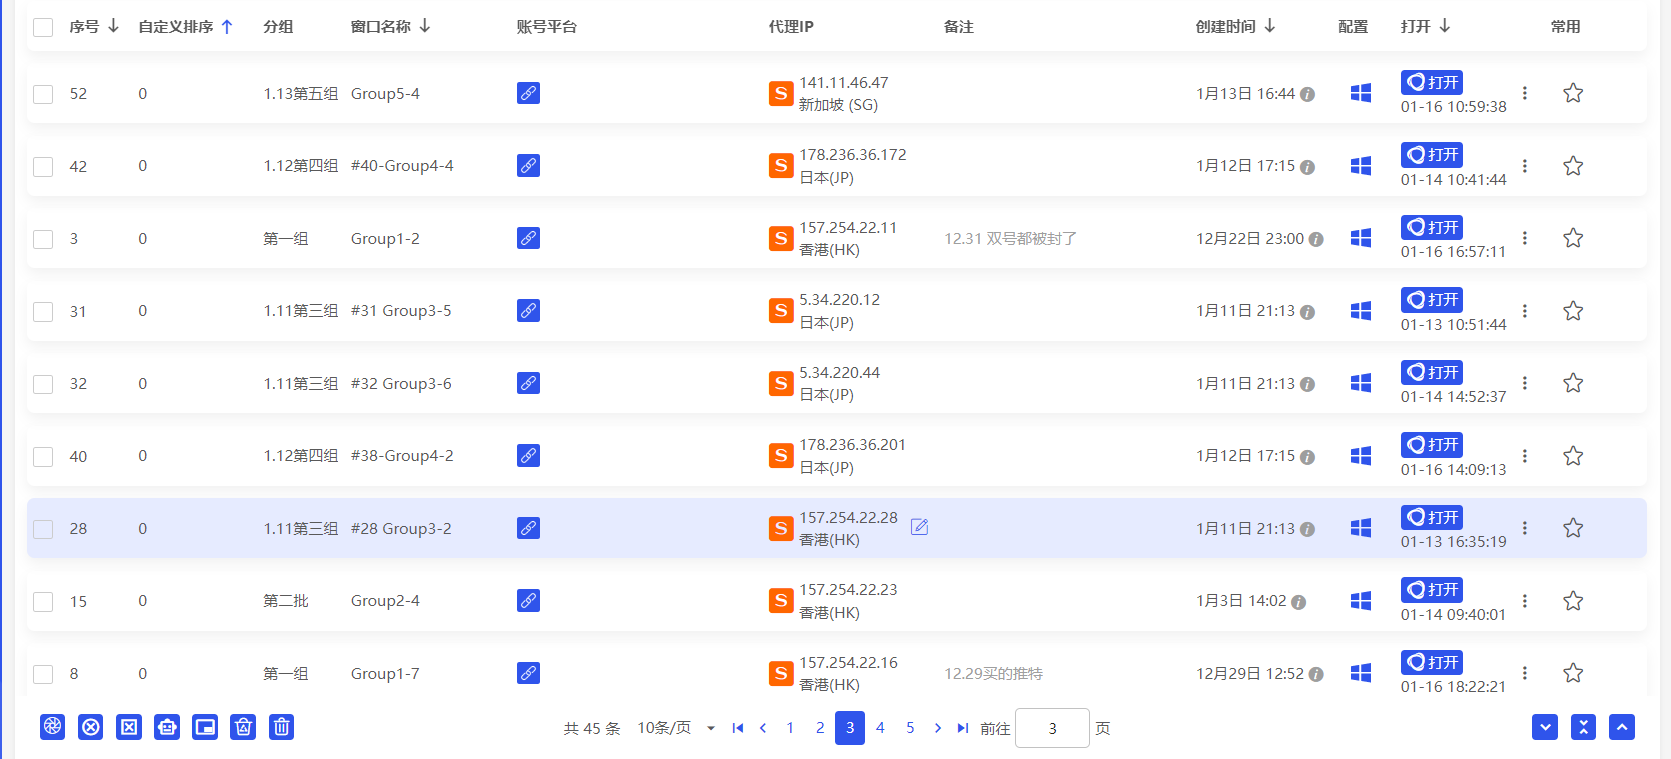 序号 自定义排序 分组 窗口名称 账号平台 代理IP 备注 创建时间 配置 打开 常用
52 0 1.13第五组 Group5-4 S 141.11.46.47 新加坡 (SG) 1月13日 16:44 打开 01-16 10:59:38
42 0 1.12第四组 #40-Group4-4 S 178.236.36.172 日本(JP) 1月12日 17:15 打开 01-14 10:41:44
3 0 第一组 Group1-2 S 157.254.22.11 香港(HK) 12.31 双号都被封了 12月22日 23:00 打开 01-16 16:57:11
31 0 1.11第三组 #31 Group3-5 S 5.34.220.12 日本(JP) 1月11日 21:13 打开 01-13 10:51:44
32 0 1.11第三组 #32 Group3-6 S 5.34.220.44 日本(JP) 1月11日 21:13 打开 01-14 14:52:37
40 0 1.12第四组 #38-Group4-2 S 178.236.36.201 日本(JP) 1月12日 17:15 打开 01-16 14:09:13
28 0 1.11第三组 #28 Group3-2 S 157.254.22.28 香港(HK) 1月11日 21:13 打开 01-13 16:35:19
15 0 第二批 Group2-4 S 157.254.22.23 香港(HK) 1月3日 14:02 打开 01-14 09:40:01
8 0 第一组 Group1-7 S 157.254.22.16 香港(HK) 12.29买的推特 12月29日 12:52 打开 01-16 18:22:21
共 45 条 10条/页 1 2 3 4 5 前往 3 页